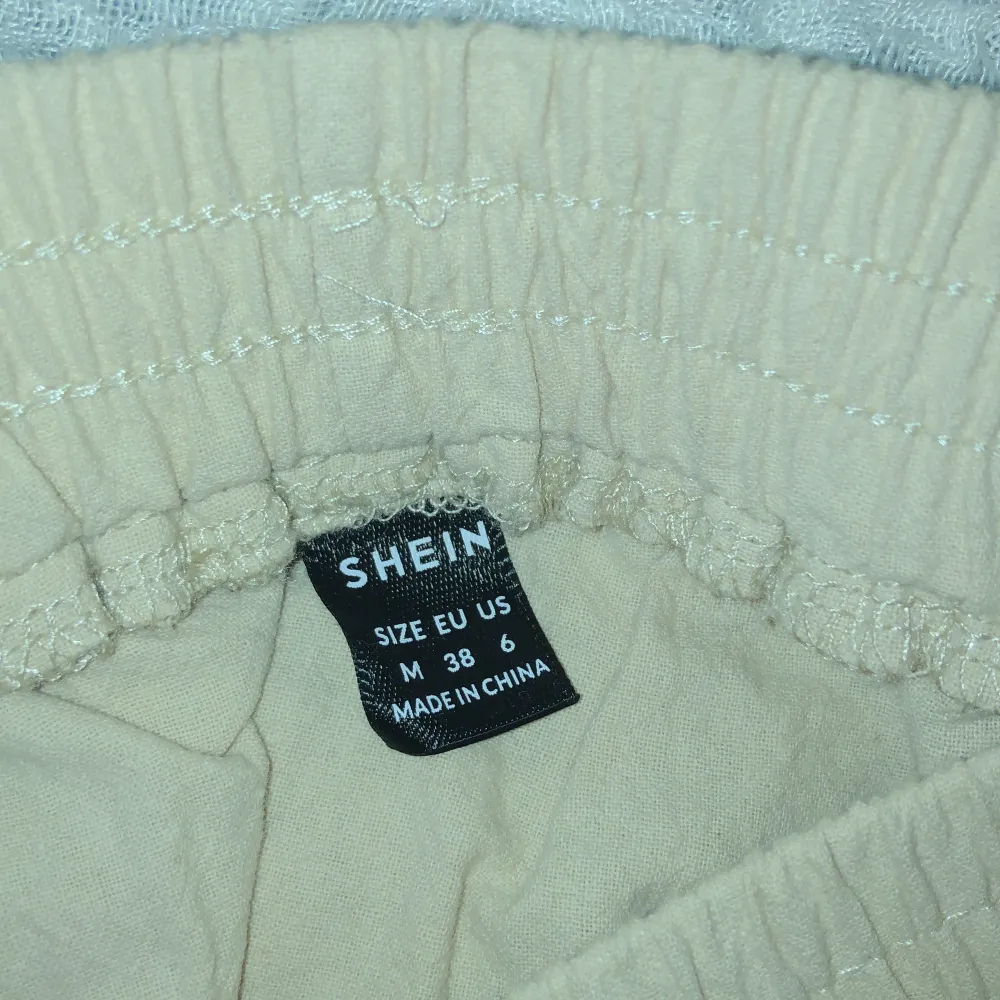 SHEIN
SIZE EU US
M 38 6
MADE IN CHINA